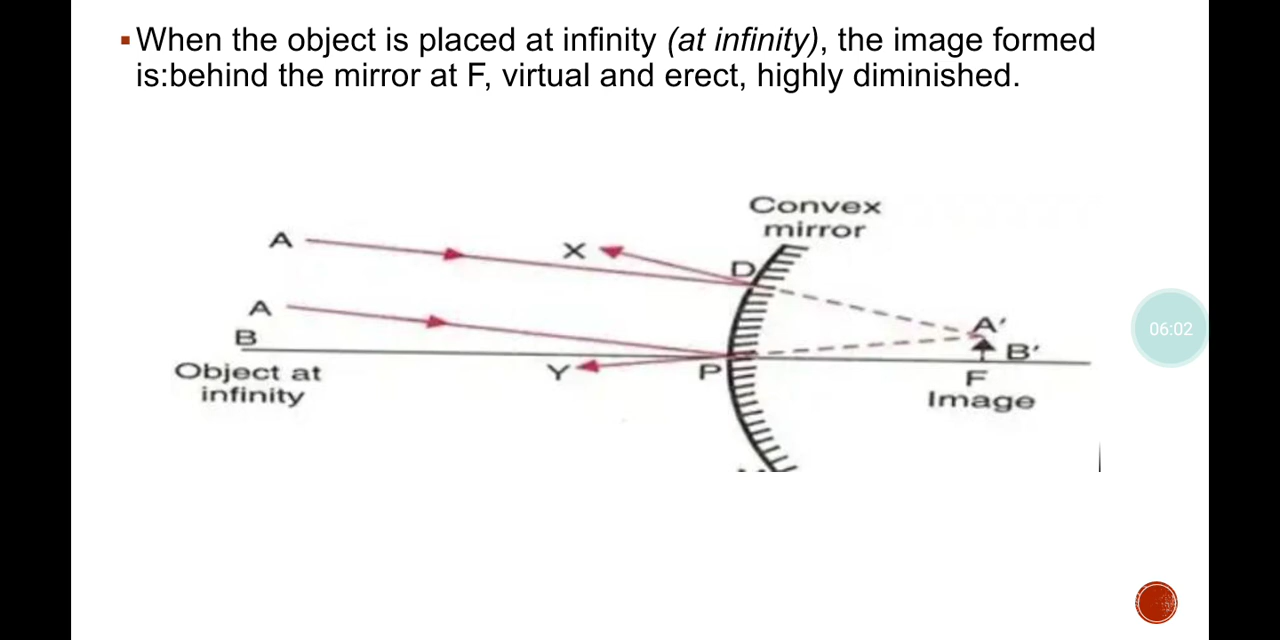 When the object is placed at infinity (at infinity), the image formed
is:behind the mirror at F, virtual and erect, highly diminished.
Convex
mirror
A
X
D
A
B
Object at
infinity
Y
P
A′
B′
F
Image
06:02